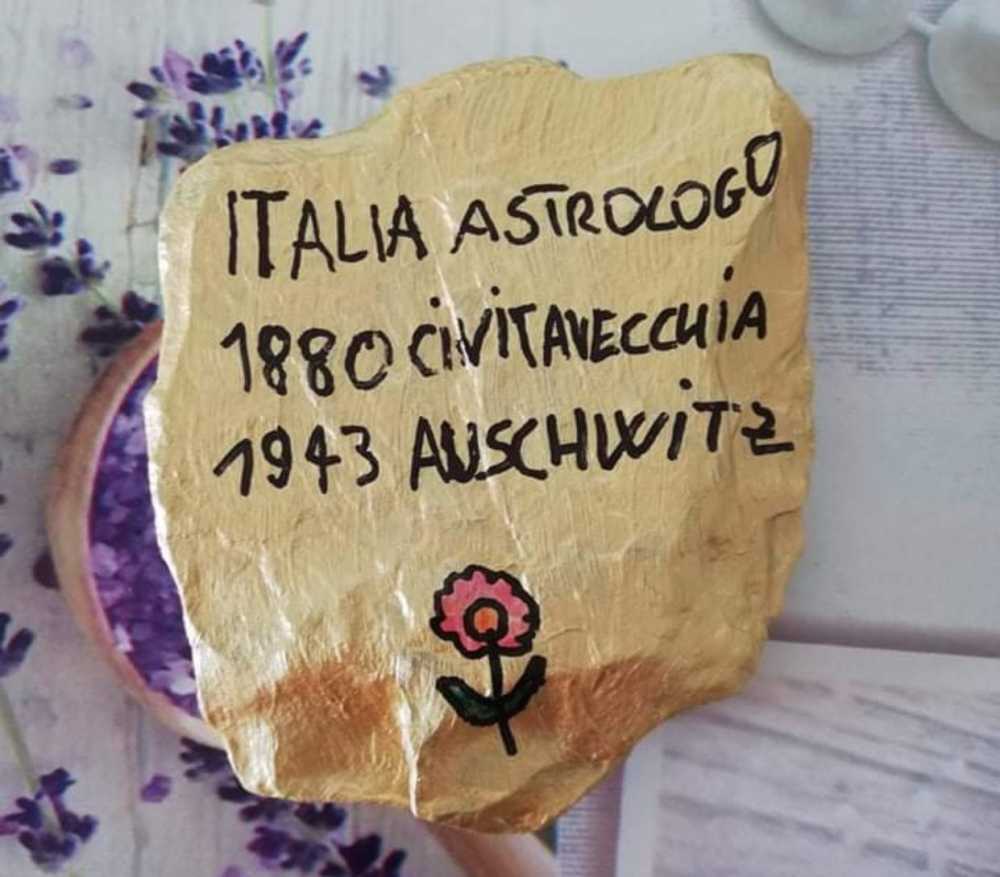 ITALIA ASTROLOGO
1880 CIVITAVECCHIA
1943 AUSCHWITZ